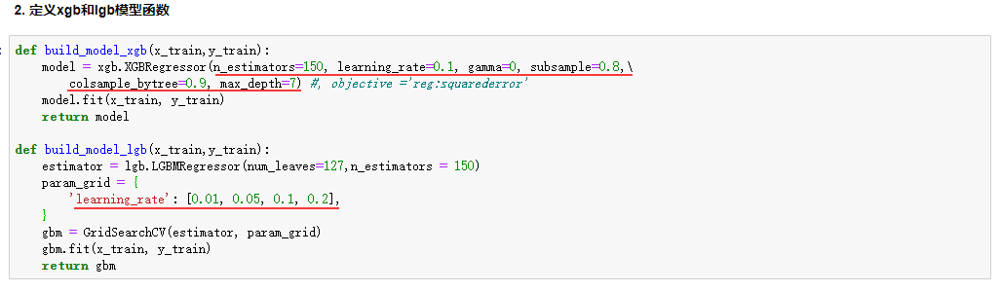 2. 定义xgb和lgb模型函数
def build_model_xgb(x_train,y_train):
    model = xgb.XGBRegressor(n_estimators=150, learning_rate=0.1, gamma=0, subsample=0.8,\
        colsample_bytree=0.9, max_depth=7) #, objective ='reg:squarederror'
    model.fit(x_train, y_train)
    return model
def build_model_lgb(x_train,y_train):
    estimator = lgb.LGBMRegressor(num_leaves=127,n_estimators = 150)
    param_grid = {
        'learning_rate': [0.01, 0.05, 0.1, 0.2],
    }
    gbm = GridSearchCV(estimator, param_grid)
    gbm.fit(x_train, y_train)
    return gbm